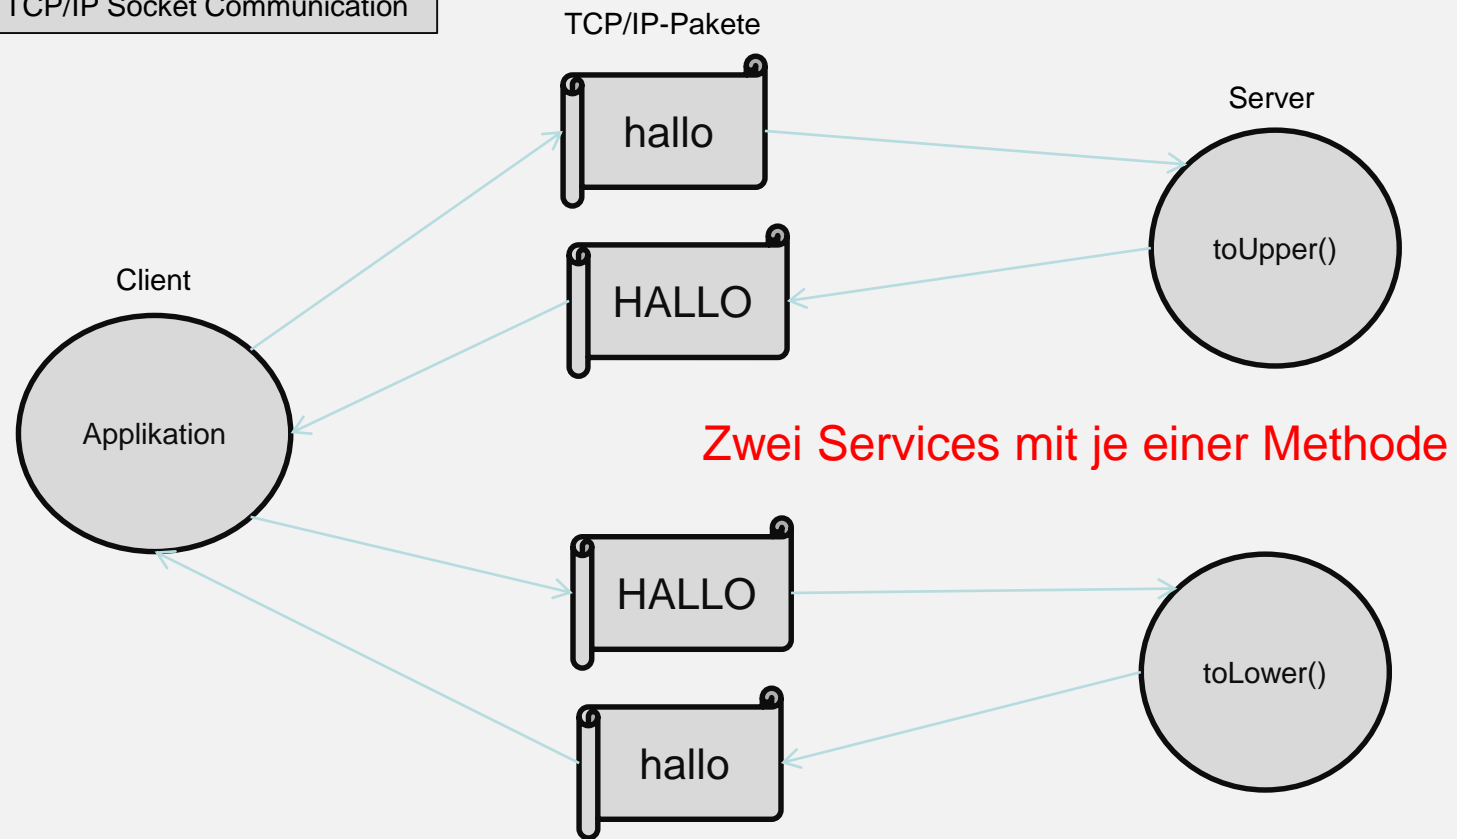 TCP/IP Socket Communication
TCP/IP-Pakete
hallo
Server
toUpper()
HALLO
Client
Applikation
Zwei Services mit je einer Methode
HALLO
toLower()
hallo